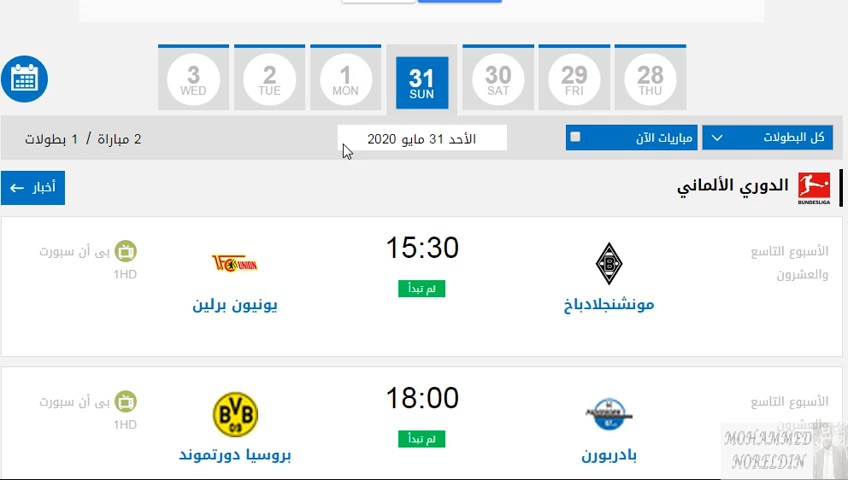 28 THU 29 FRI 30 SAT 31 SUN 1 MON 2 TUE 3 WED
كل البطولات مباريات الآن الأحد 31 مايو 2020 2 مباراة / 1 بطولات
BUNDESLIGA الدوري الألماني أخبار
الأسبوع التاسع والعشرون
مونشنجلادباخ
15:30
لم تبدأ
يونيون برلين
بى أن سبورت
1HD
الأسبوع التاسع
والعشرون
بادربورن
18:00
لم تبدأ
BVB 09
بروسيا دورتموند
بى أن سبورت
1HD
MOHAMMED
NORELDIN